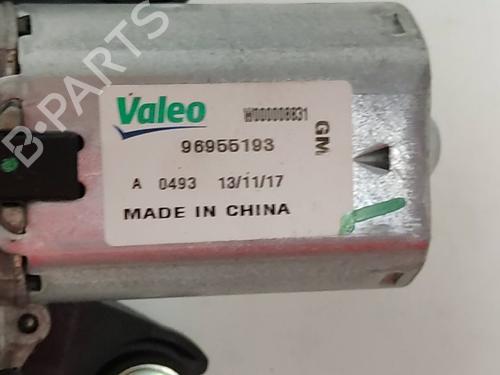 Valeo W000008831
GM
96955193
A 0493 13/11/17
MADE IN CHINA
B-PARTS